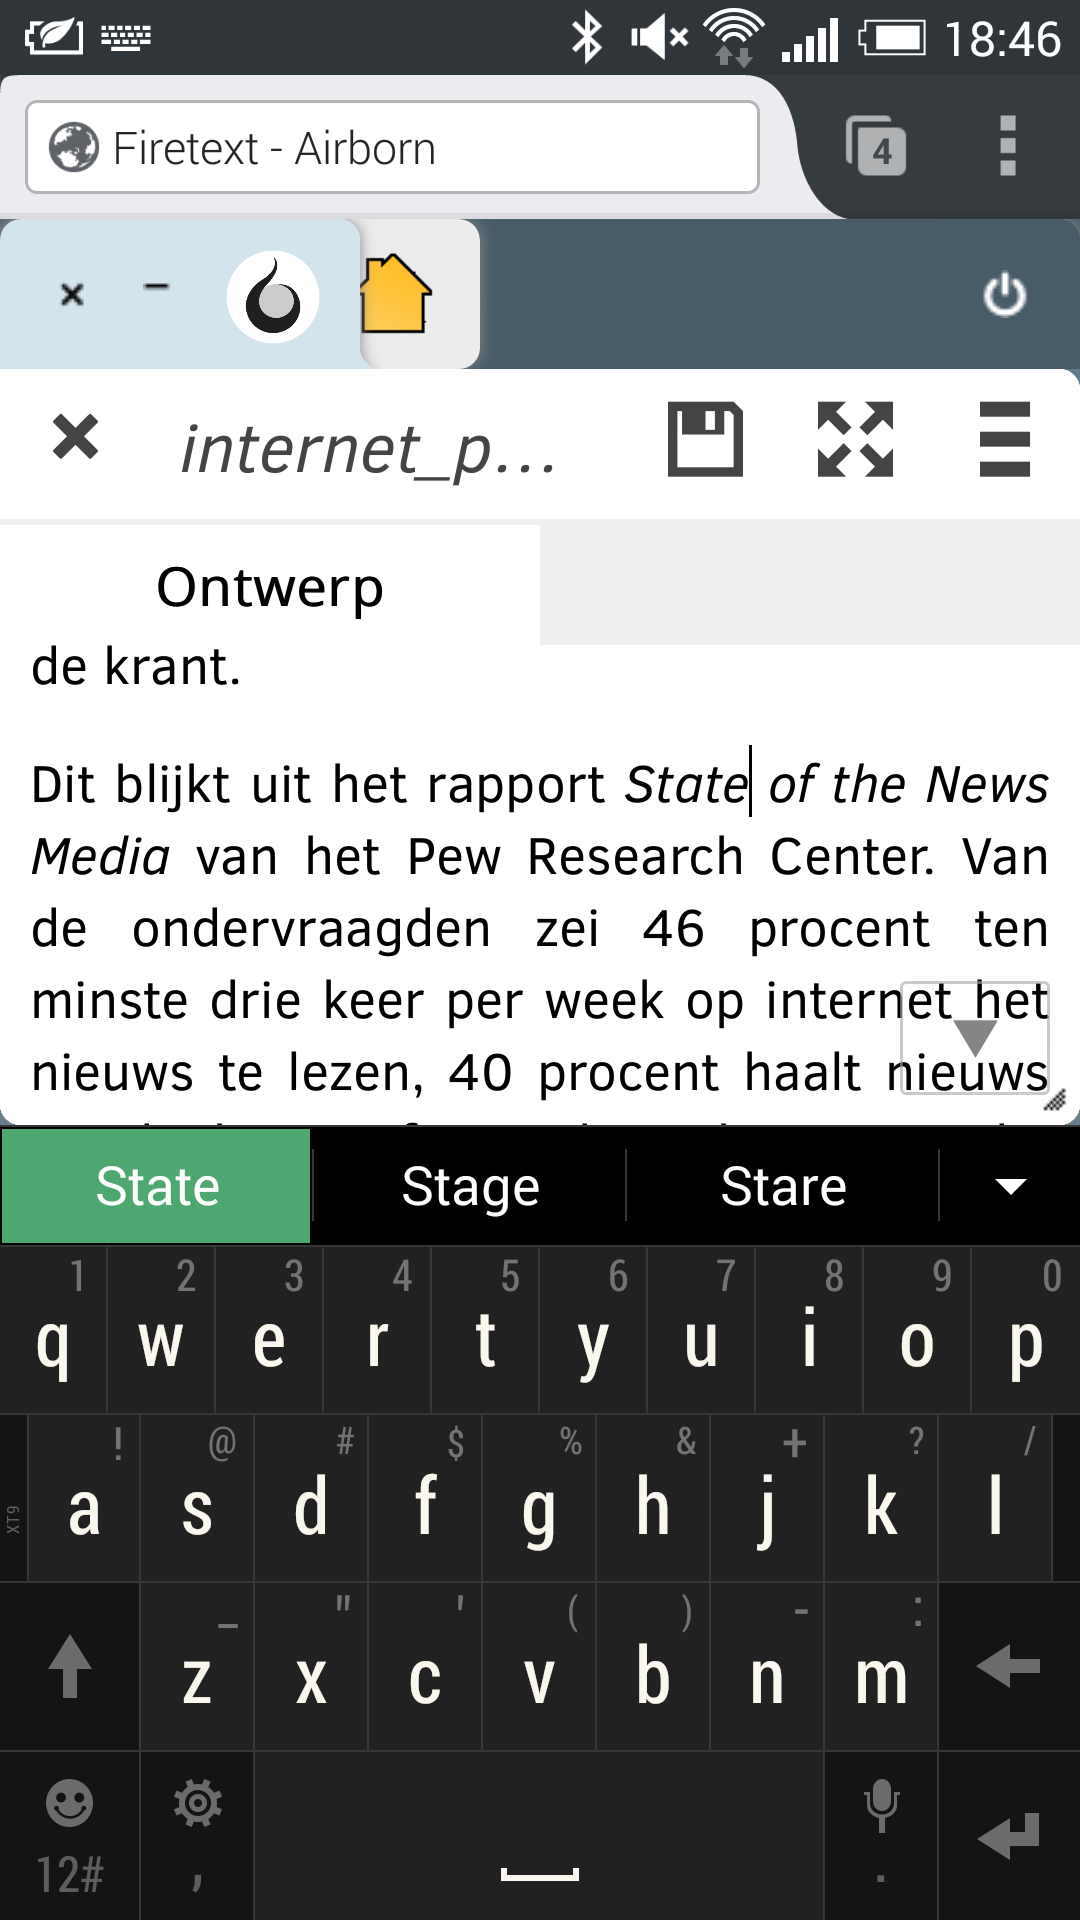 18:46
Firetext - Airborn
4
internet_p...
Ontwerp
de krant.
Dit blijkt uit het rapport State of the News
Media van het Pew Research Center. Van
de ondervraagden zei 46 procent ten
minste drie keer per week op internet het
nieuws te lezen, 40 procent haalt nieuws
State Stage Stare
1 2 3 4 5 6 7 8 9 0
q w e r t y u i o p
! @ # $ % & + ? /
XT9 a s d f g h j k l
_ " ' ( ) - :
z x c v b n m
12# , .